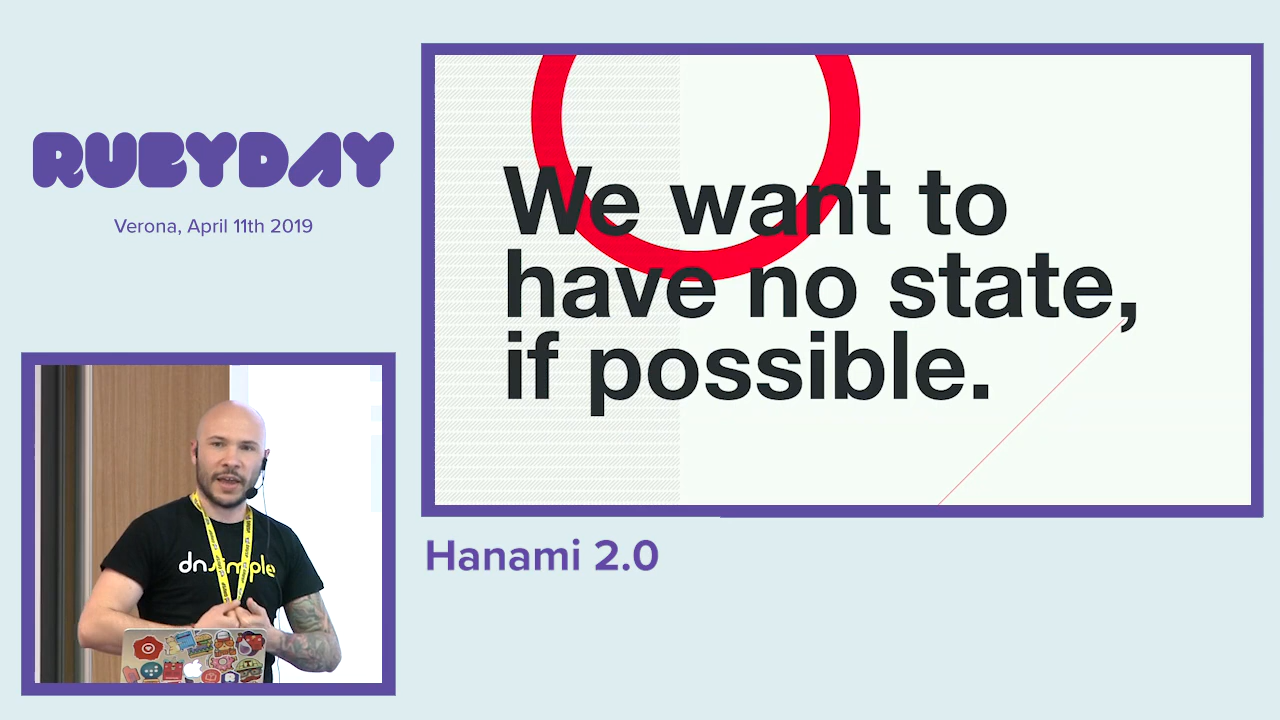 RUBYDAY
Verona, April 11th 2019
We want to
have no state,
if possible.
Hanami 2.0
dnsimple